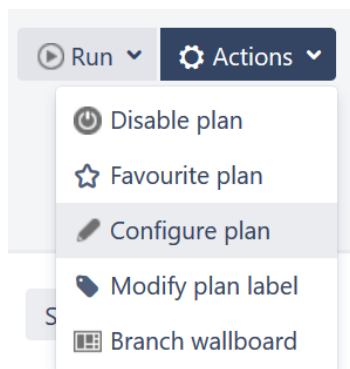 Run Actions
Disable plan
Favourite plan
Configure plan
Modify plan label
S
Branch wallboard